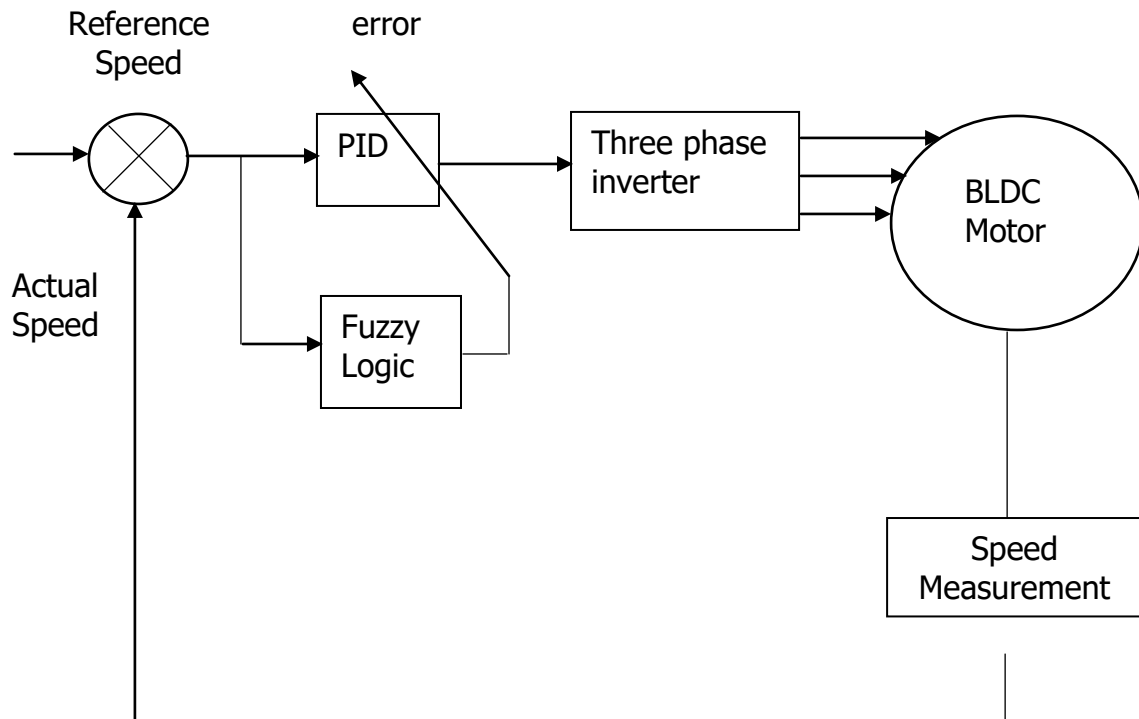 Reference
Speed
error
PID
Three phase
inverter
BLDC
Motor
Actual
Speed
Fuzzy
Logic
Speed
Measurement